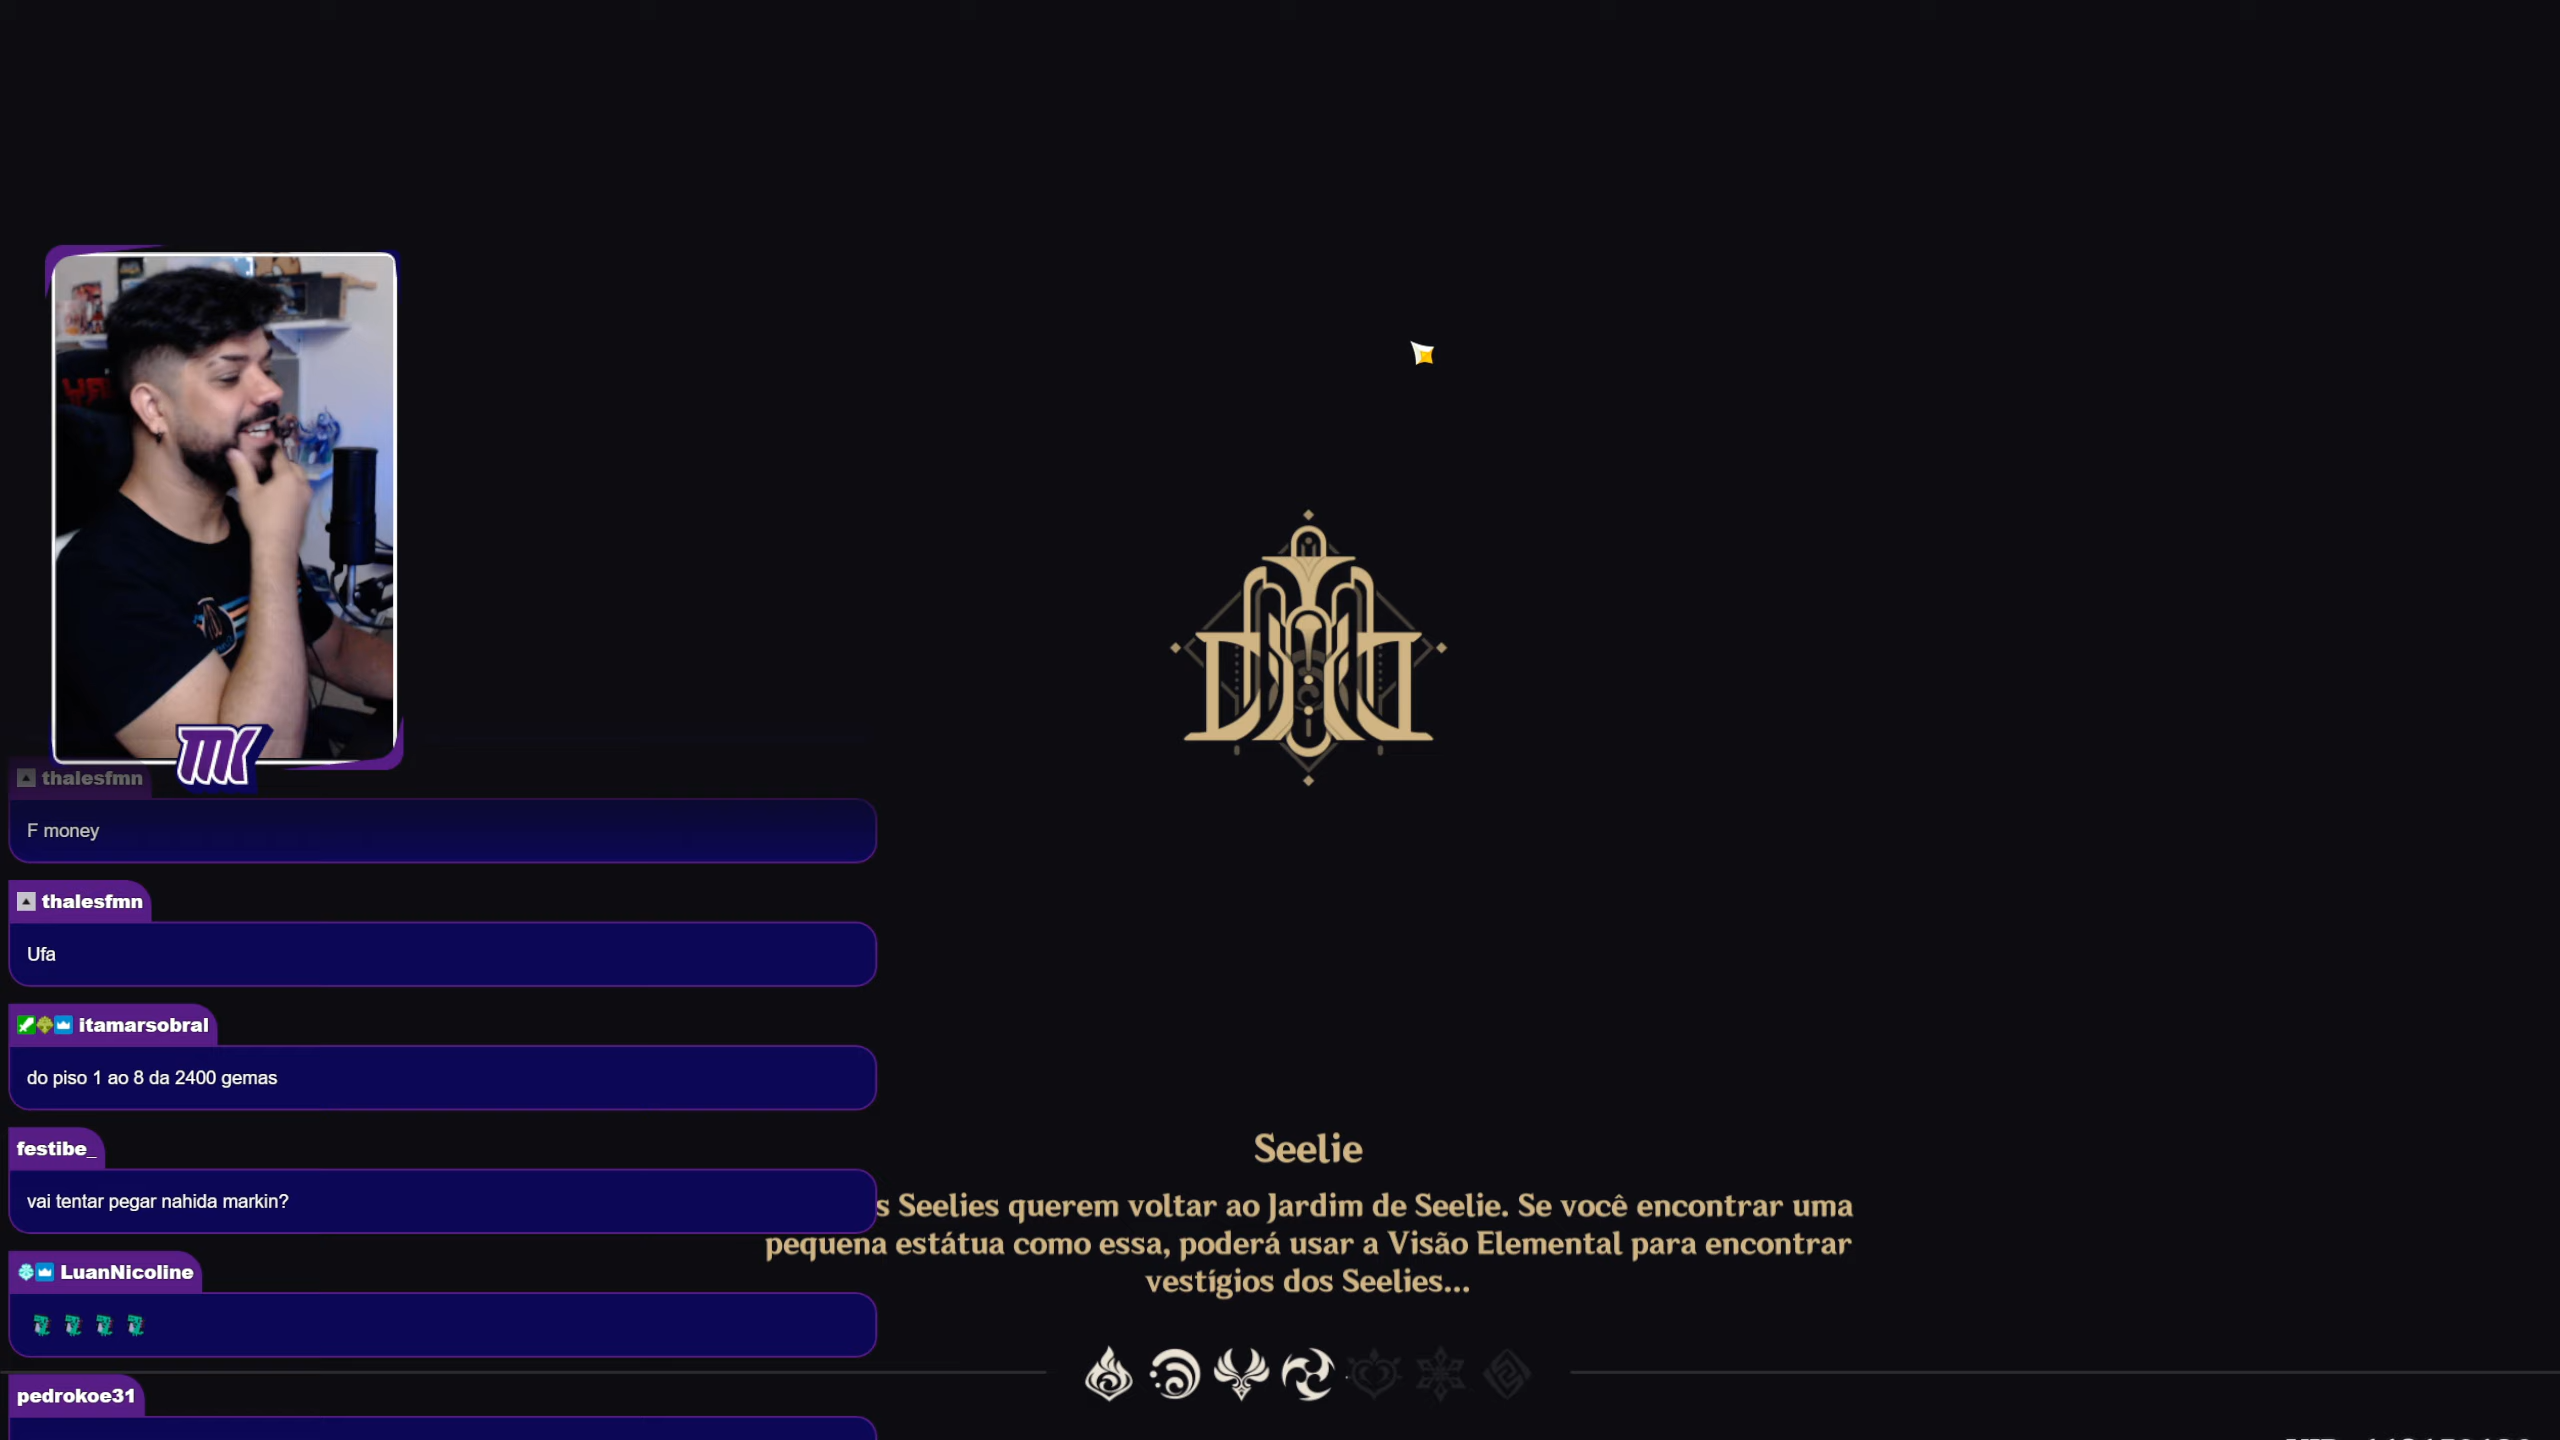 MK
thalesfmn
F money
thalesfmn
Ufa
itamarsobral
do piso 1 ao 8 da 2400 gemas
festibe_
vai tentar pegar nahida markin?
LuanNicoline
pedrokoe31
Seelie
s Seelies querem voltar ao Jardim de Seelie. Se você encontrar uma
pequena estátua como essa, poderá usar a Visão Elemental para encontrar
vestígios dos Seelies...